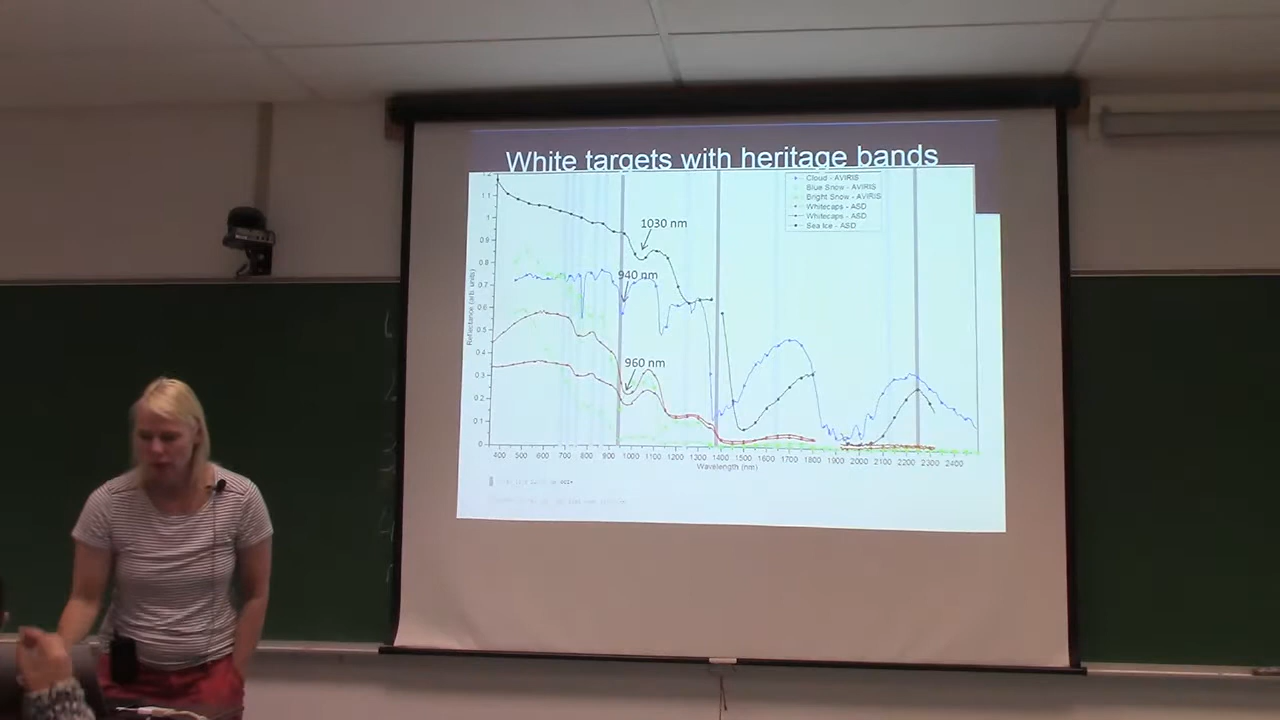 White targets with heritage bands
Cloud - AVIRIS
Blue Snow - AVIRIS
Bright Snow - AVIRIS
Whitecaps - ASD
Whitecaps - ASD
Sea Ice - ASD
1030 nm
940 nm
960 nm
Reflectance (arb. units)
1.1
1
0.9
0.8
0.7
0.6
0.5
0.4
0.3
0.2
0.1
0
400 500 600 700 800 900 1000 1100 1200 1300 1400 1500 1600 1700 1800 1900 2000 2100 2200 2300 2400
Wavelength (nm)